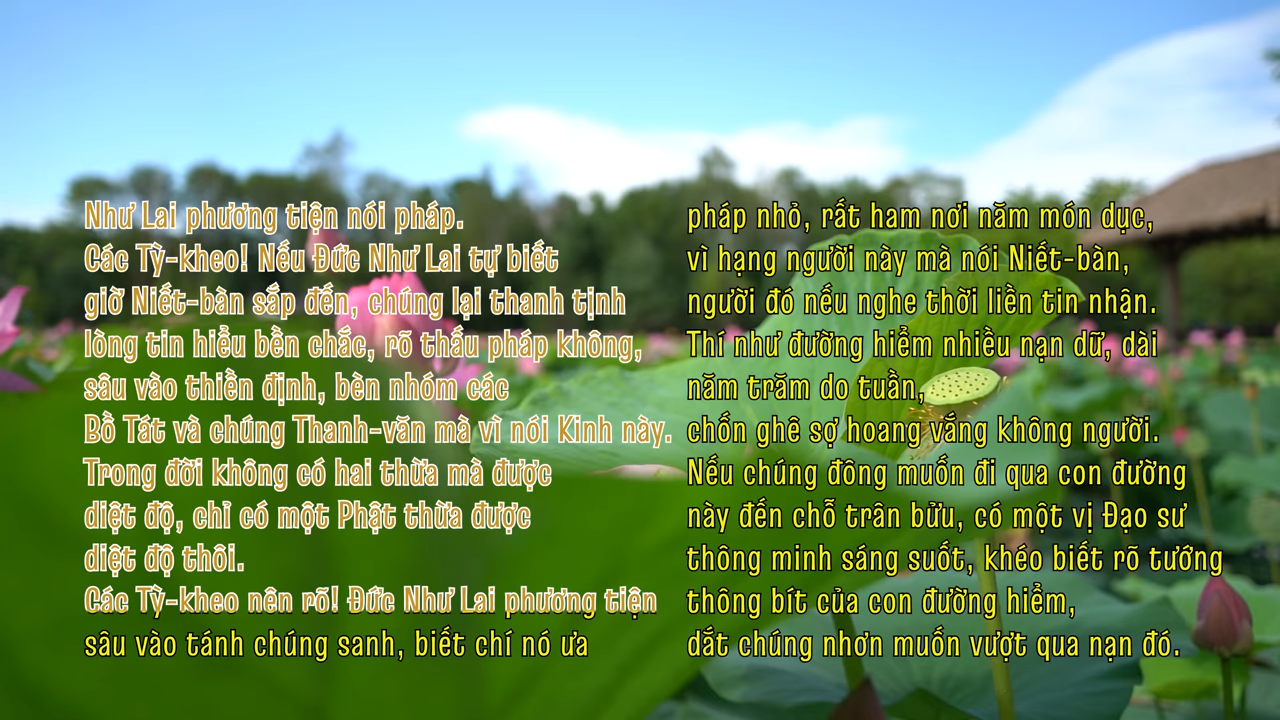 Như Lai phương tiện nói pháp.
Các Tỳ-kheo! Nếu Đức Như Lai tự biết
giờ Niết-bàn sắp đến, chúng lại thanh tịnh
lòng tin hiểu bền chắc, rõ thấu pháp không,
sâu vào thiền định, bèn nhóm các
Bồ Tát và chúng Thanh-văn mà vì nói Kinh này.
Trong đời không có hai thừa mà được
diệt độ, chỉ có một Phật thừa được
diệt độ thôi.
Các Tỳ-kheo nên rõ! Đức Như Lai phương tiện
sâu vào tánh chúng sanh, biết chí nó ưa
pháp nhỏ, rất ham nơi năm món dục,
vì hạng người này mà nói Niết-bàn,
người đó nếu nghe thời liền tin nhận.
Thí như đường hiểm nhiều nạn dữ, dài
năm trăm do tuần,
chốn ghê sợ hoang vắng không người.
Nếu chúng đông muốn đi qua con đường
này đến chỗ trân bửu, có một vị Đạo sư
thông minh sáng suốt, khéo biết rõ tướng
thông bít của con đường hiểm,
dắt chúng nhơn muốn vượt qua nạn đó.